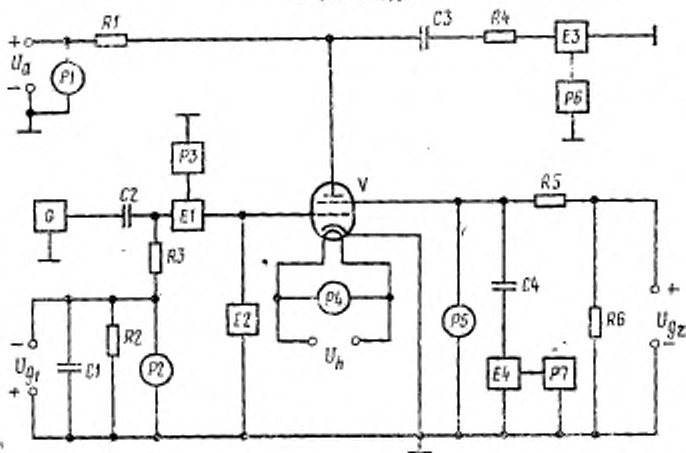 R1
C3
R4
E3
+
Ua
-
P1
P6
P3
V
R5
G
C2
E1
R3
P4
Uh
E2
P5
C4
R6
+
Ug2
-
-
Ug1
+
C1
R2
P2
E4
P7